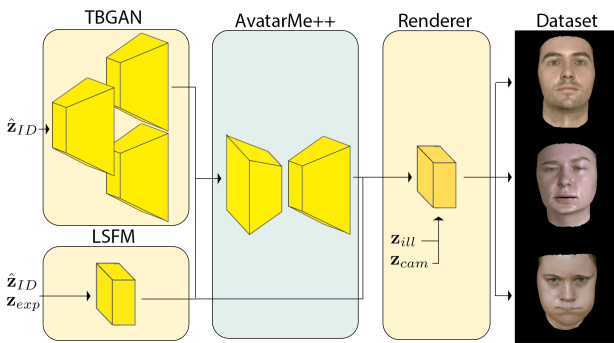 TBGAN
AvatarMe++
Renderer
Dataset
ẑ_ID
LSFM
ẑ_ID
z_exp
z_ill
z_cam